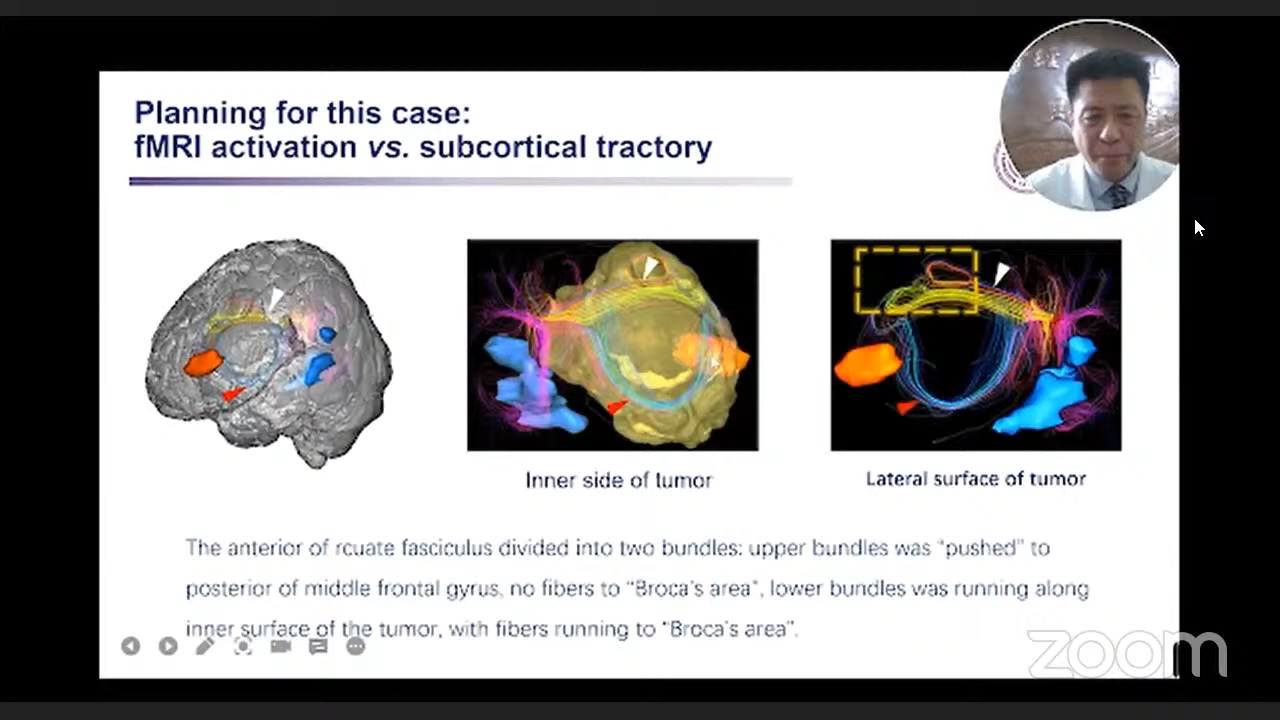 Planning for this case:
fMRI activation vs. subcortical tractory
Inner side of tumor
Lateral surface of tumor
The anterior of rcuate fasciculus divided into two bundles: upper bundles was "pushed" to
posterior of middle frontal gyrus, no fibers to "Broca's area", lower bundles was running along
inner surface of the tumor, with fibers running to "Broca's area".
zoom